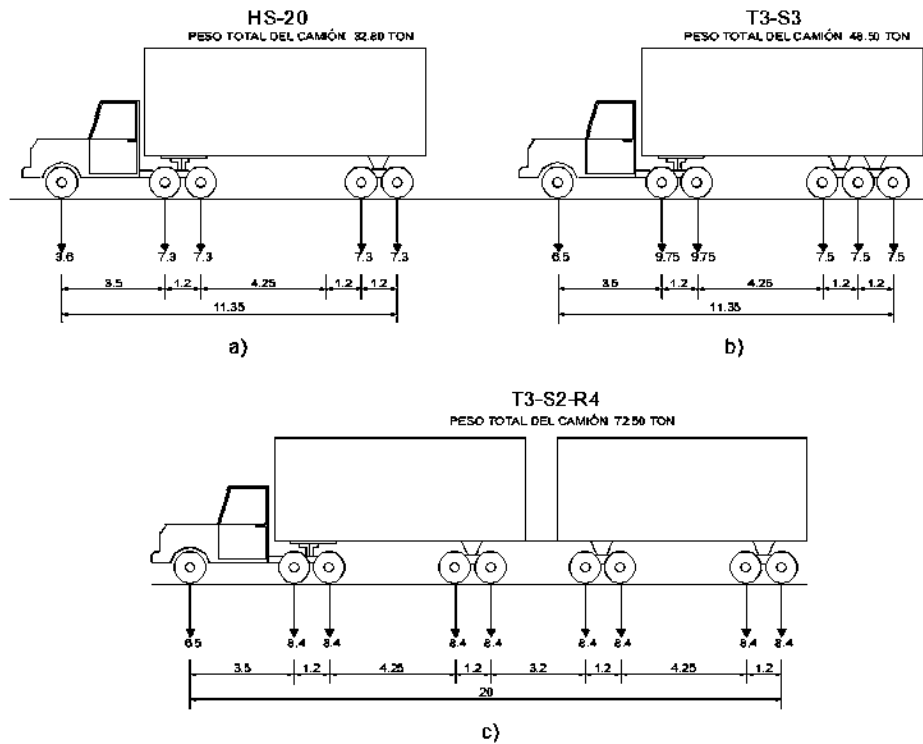 a)
HS-20
PESO TOTAL DEL CAMIÓN 32.80 TON
3.6 7.3 7.3 7.3 7.3
3.5 1.2 4.25 1.2 1.2
11.35
a)
T3-S3
PESO TOTAL DEL CAMIÓN 48.50 TON
6.5 9.75 9.75 7.5 7.5 7.5
3.5 1.2 4.25 1.2 1.2
11.35
b)
T3-S2-R4
PESO TOTAL DEL CAMIÓN 72.50 TON
6.5 8.4 8.4 8.4 8.4 8.4 8.4 8.4 8.4
3.5 1.2 4.25 1.2 3.2 1.2 4.25 1.2
20
c)